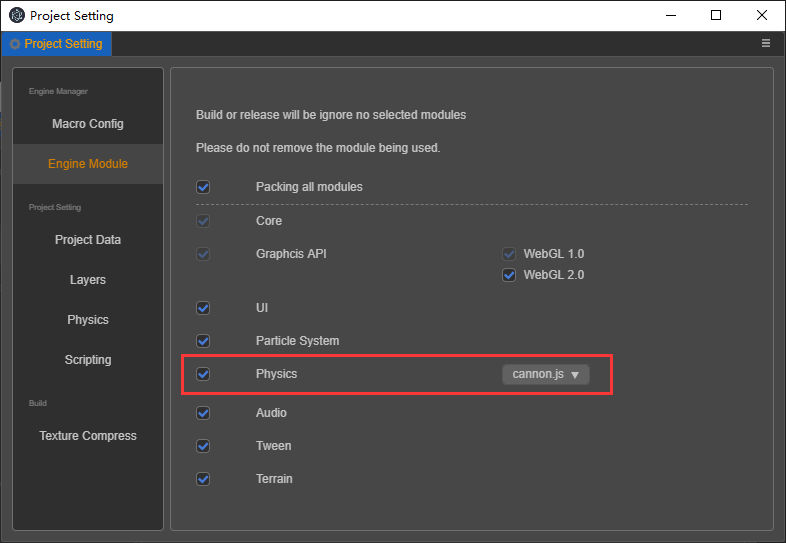 Project Setting
Project Setting
Engine Manager
Macro Config
Engine Module
Project Setting
Project Data
Layers
Physics
Scripting
Build
Texture Compress
Build or release will be ignore no selected modules
Please do not remove the module being used.
Packing all modules
Core
Graphcis API WebGL 1.0
WebGL 2.0
UI
Particle System
Physics cannon.js
Audio
Tween
Terrain